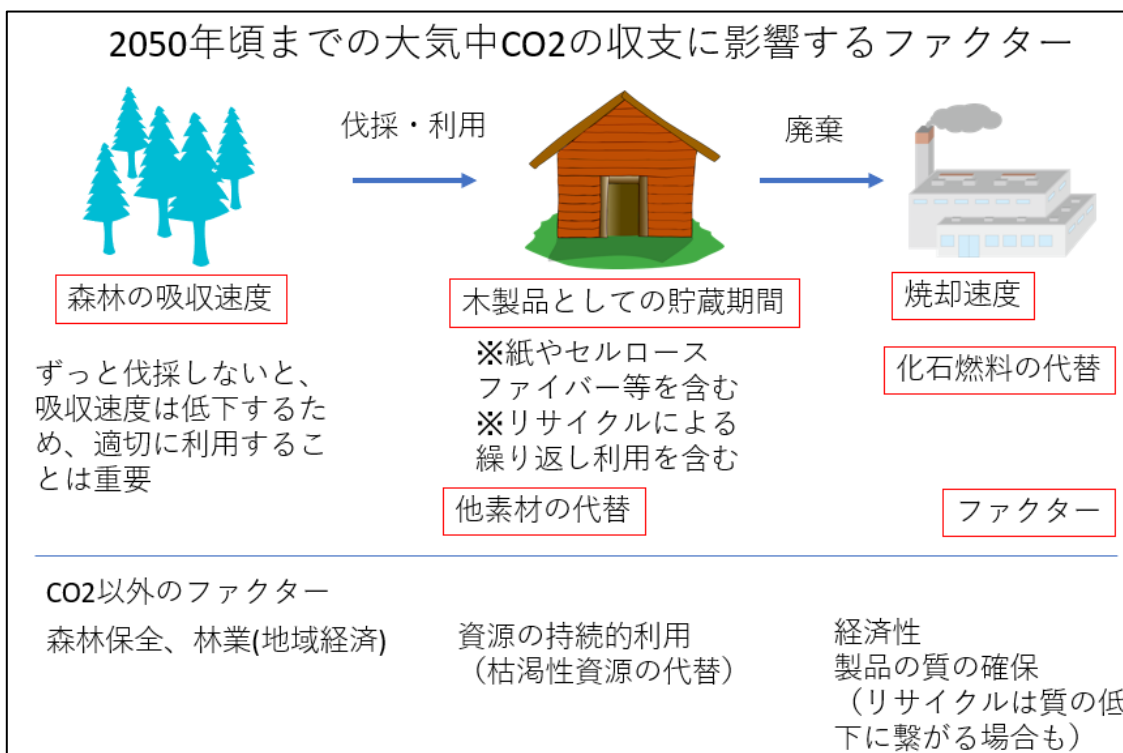 2050年頃までの大気中CO2の収支に影響するファクター
伐採・利用
廃棄
森林の吸収速度
木製品としての貯蔵期間
焼却速度
ずっと伐採しないと、
吸収速度は低下するた
め、適切に利用するこ
とは重要
※紙やセルロース
ファイバー等を含む
※リサイクルによる
繰り返し利用を含む
化石燃料の代替
他素材の代替
ファクター
CO2以外のファクター
森林保全、林業(地域経済)
資源の持続的利用
（枯渇性資源の代替）
経済性
製品の質の確保
（リサイクルは質の低
下に繋がる場合も）